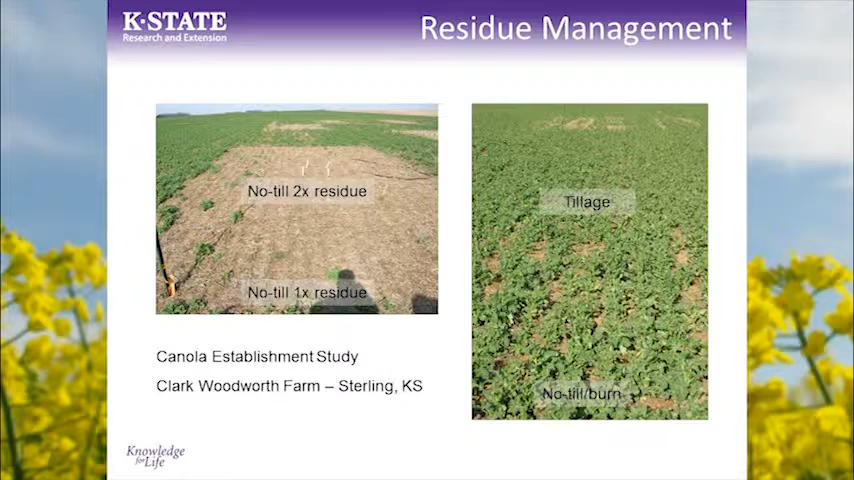 K·STATE
Research and Extension
Residue Management
No-till 2x residue
No-till 1x residue
Tillage
No-till/burn
Canola Establishment Study
Clark Woodworth Farm – Sterling, KS
Knowledge
for Life